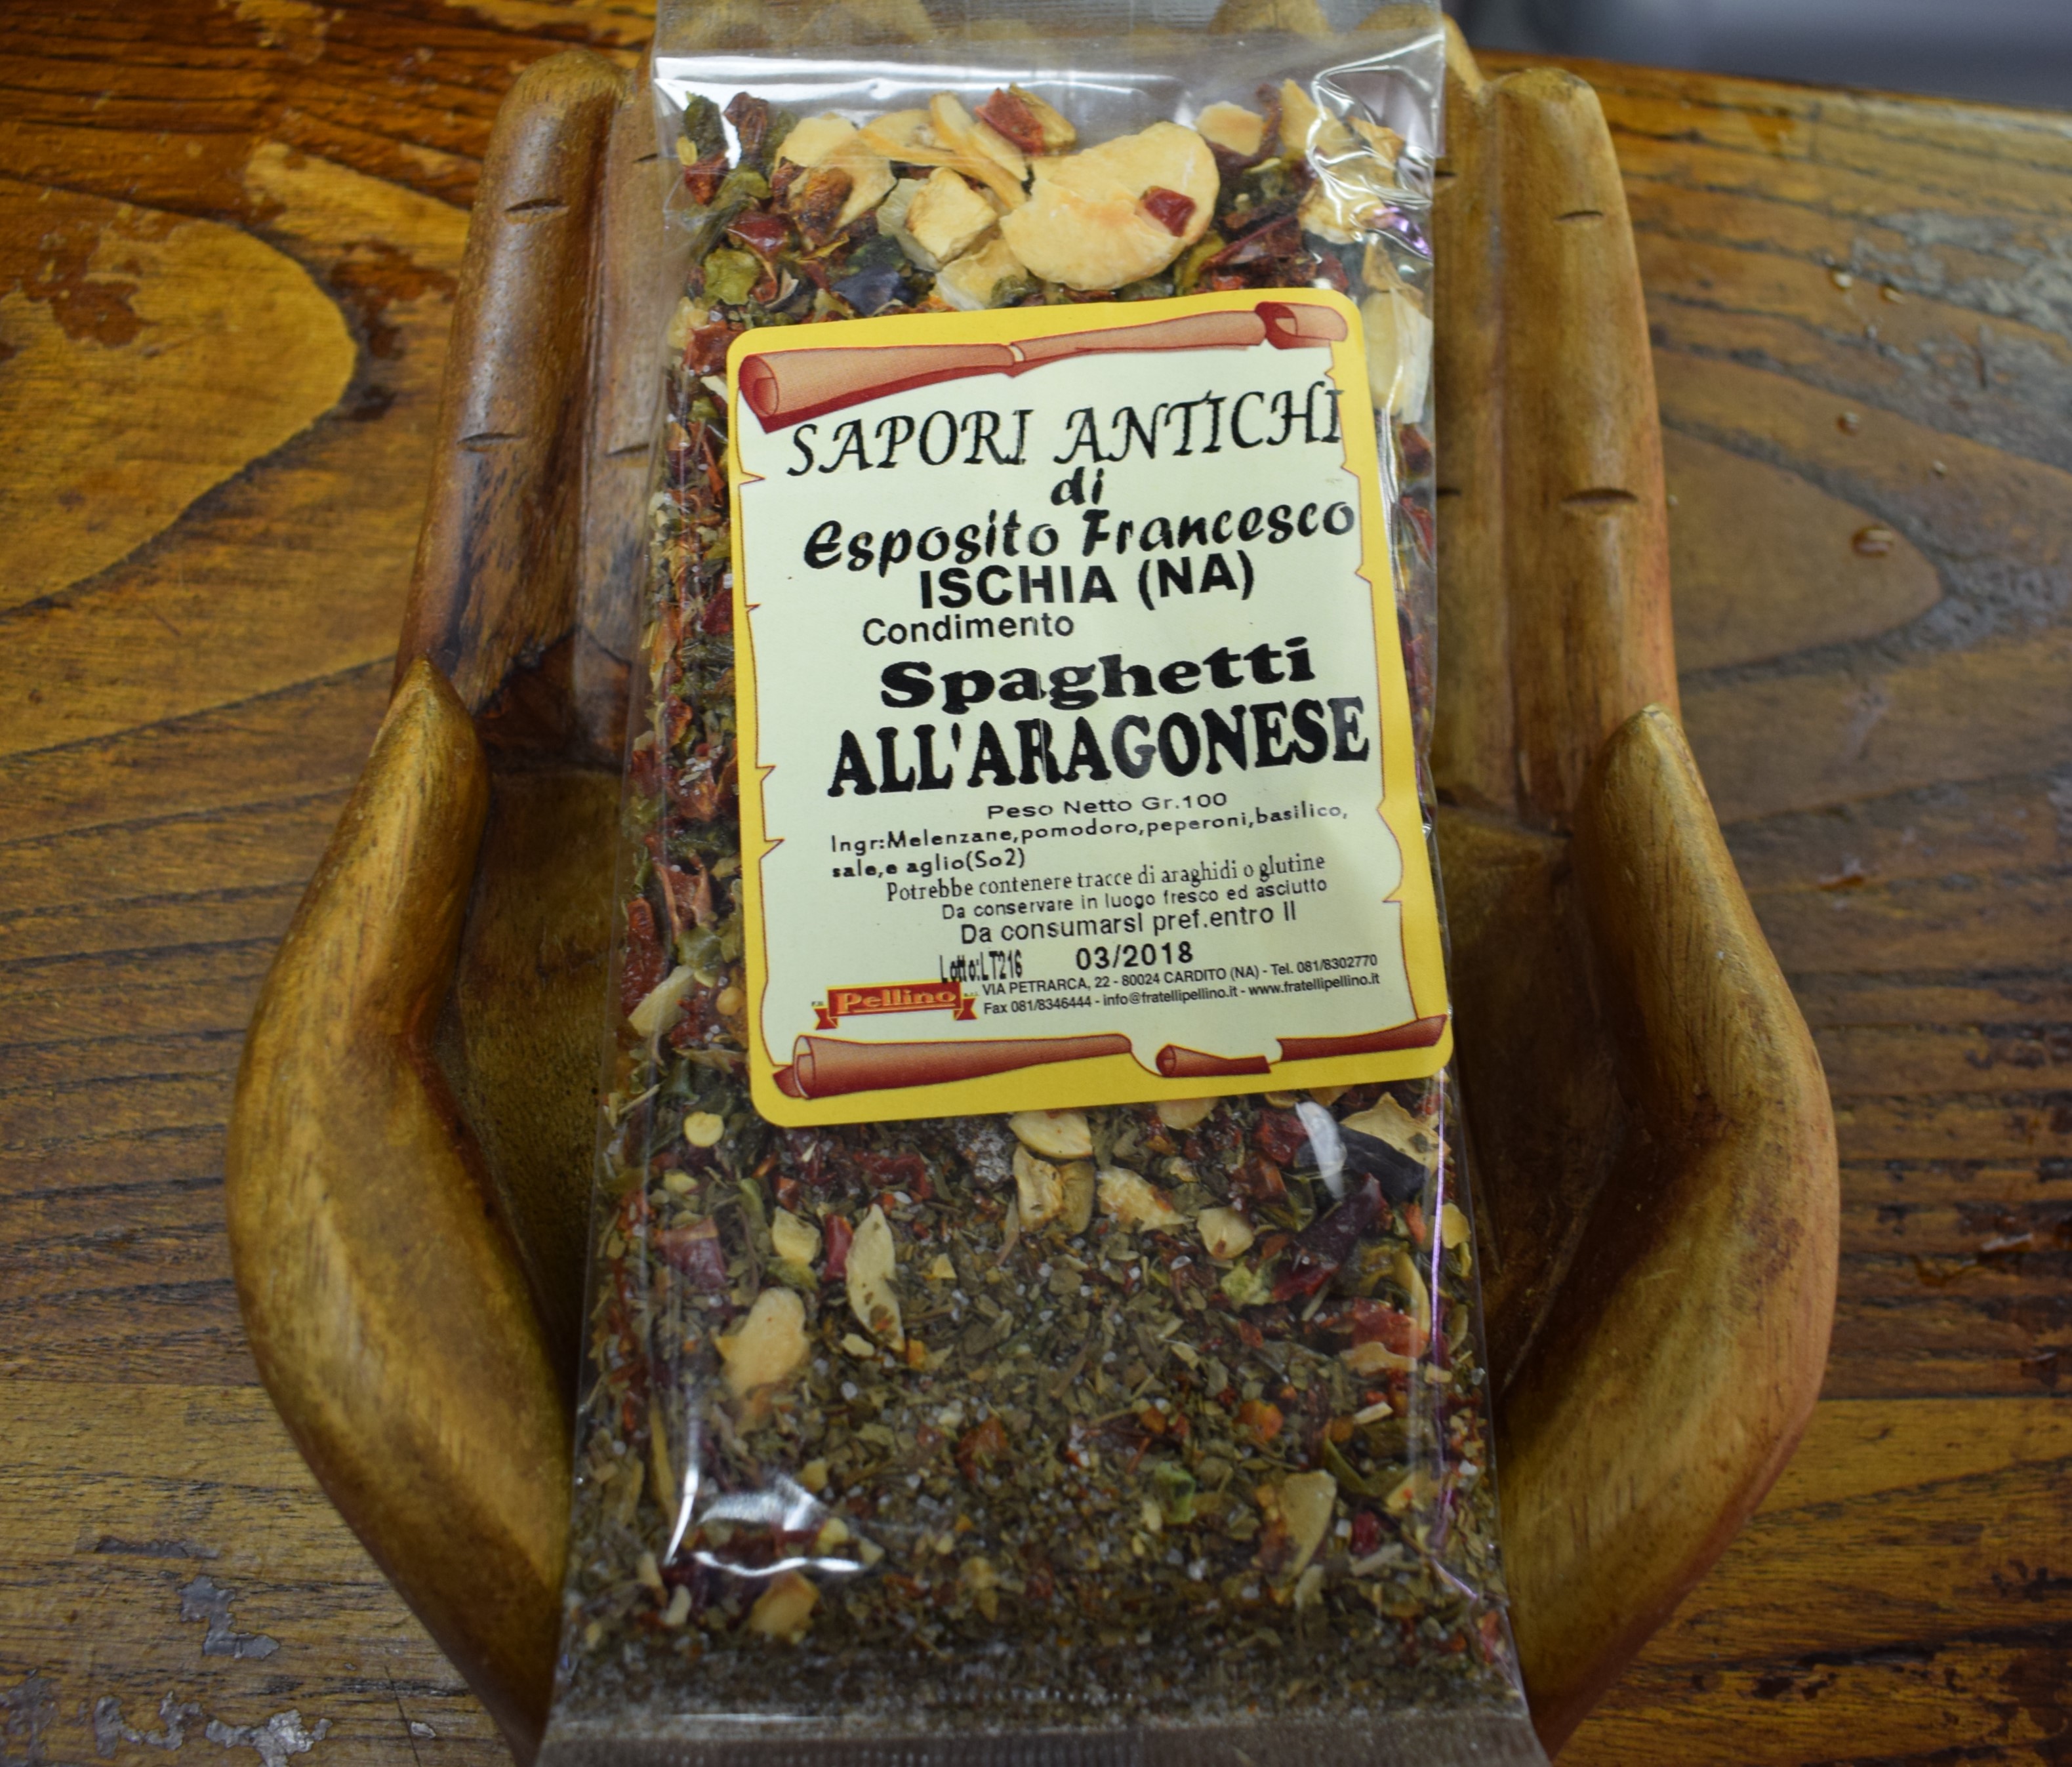 SAPORI ANTICHI
di
Esposito Francesco
ISCHIA (NA)
Condimento
Spaghetti
ALL'ARAGONESE
Peso Netto Gr.100
Ingr:Melenzane,pomodoro,peperoni,basilico,
sale,e aglio(So2)
Potrebbe contenere tracce di araghidi o glutine
Da conservare in luogo fresco ed asciutto
Da consumarsI pref.entro Il
Lotto:LT216 03/2018
Pellino VIA PETRARCA, 22 - 80024 CARDITO (NA) - Tel. 081/8302770
Fax 081/8346444 - info@fratellipellino.it - www.fratellipellino.it